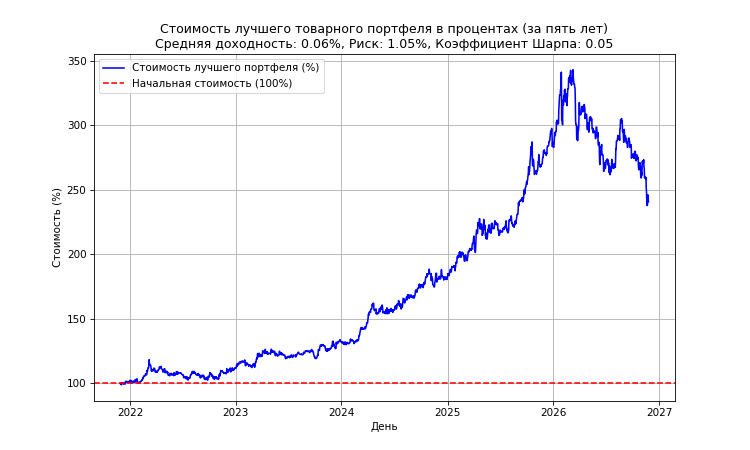 Стоимость лучшего товарного портфеля в процентах (за пять лет)
Средняя доходность: 0.06%, Риск: 1.05%, Коэффициент Шарпа: 0.05
Стоимость лучшего портфеля (%)
Начальная стоимость (100%)
Стоимость (%)
350
300
250
200
150
100
2022 2023 2024 2025 2026 2027
День